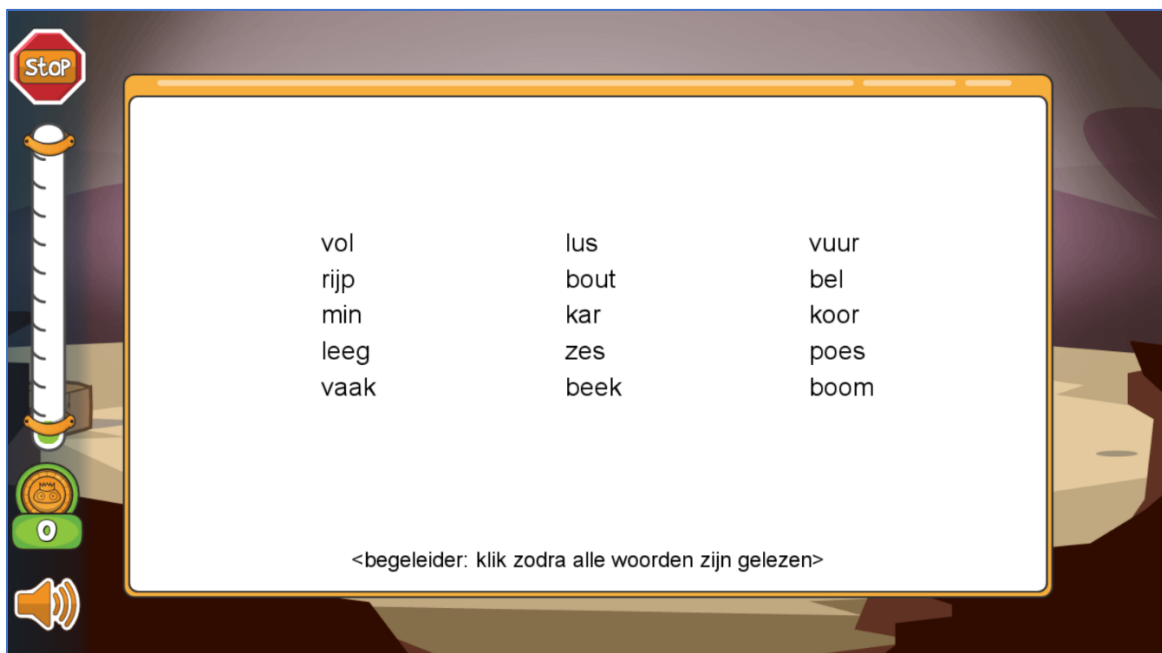 STOP
vol lus vuur
rijp bout bel
min kar koor
leeg zes poes
vaak beek boom
<begeleider: klik zodra alle woorden zijn gelezen>
0